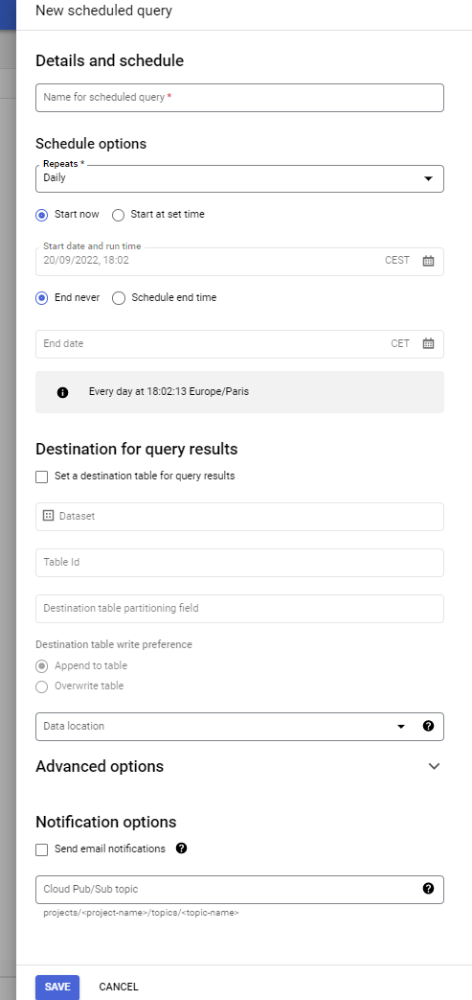 New scheduled query
Details and schedule
Name for scheduled query *
Schedule options
Repeats *
Daily
Start now Start at set time
Start date and run time
20/09/2022, 18:02 CEST
End never Schedule end time
End date CET
Every day at 18:02:13 Europe/Paris
Destination for query results
Set a destination table for query results
Dataset
Table Id
Destination table partitioning field
Destination table write preference
Append to table
Overwrite table
Data location
Advanced options
Notification options
Send email notifications
Cloud Pub/Sub topic
projects/<project-name>/topics/<topic-name>
SAVE CANCEL